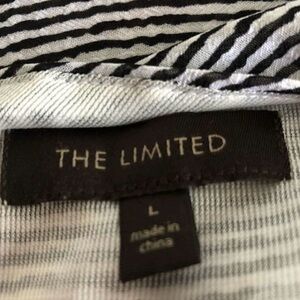 THE LIMITED
L
made in
china